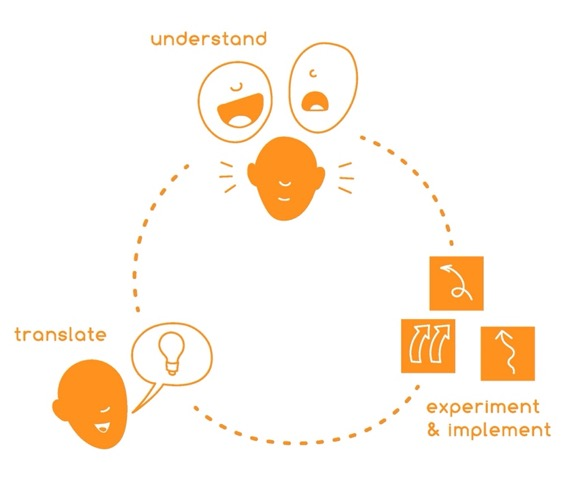 understand
translate
experiment
& implement